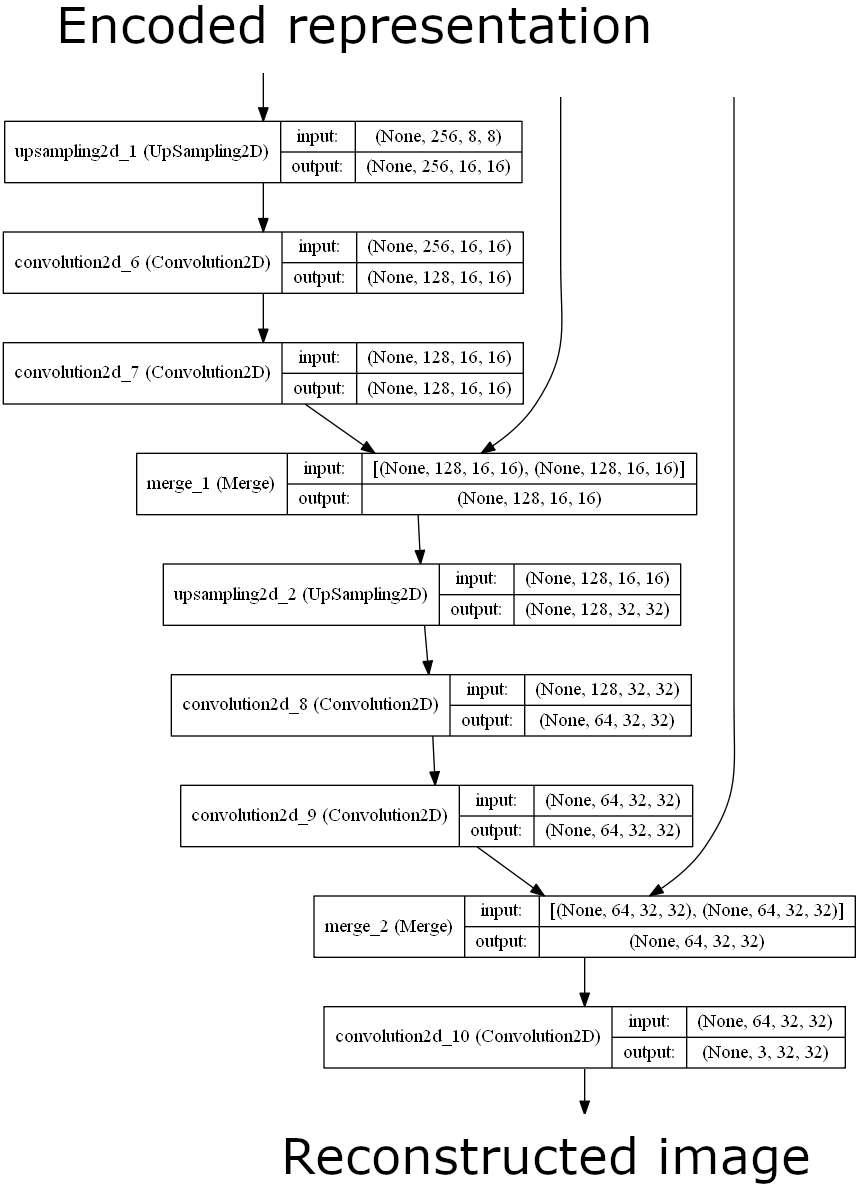 Encoded representation
upsampling2d_1 (UpSampling2D)
input: (None, 256, 8, 8)
output: (None, 256, 16, 16)
convolution2d_6 (Convolution2D)
input: (None, 256, 16, 16)
output: (None, 128, 16, 16)
convolution2d_7 (Convolution2D)
input: (None, 128, 16, 16)
output: (None, 128, 16, 16)
merge_1 (Merge)
input: [(None, 128, 16, 16), (None, 128, 16, 16)]
output: (None, 128, 16, 16)
upsampling2d_2 (UpSampling2D)
input: (None, 128, 16, 16)
output: (None, 128, 32, 32)
convolution2d_8 (Convolution2D)
input: (None, 128, 32, 32)
output: (None, 64, 32, 32)
convolution2d_9 (Convolution2D)
input: (None, 64, 32, 32)
output: (None, 64, 32, 32)
merge_2 (Merge)
input: [(None, 64, 32, 32), (None, 64, 32, 32)]
output: (None, 64, 32, 32)
convolution2d_10 (Convolution2D)
input: (None, 64, 32, 32)
output: (None, 3, 32, 32)
Reconstructed image